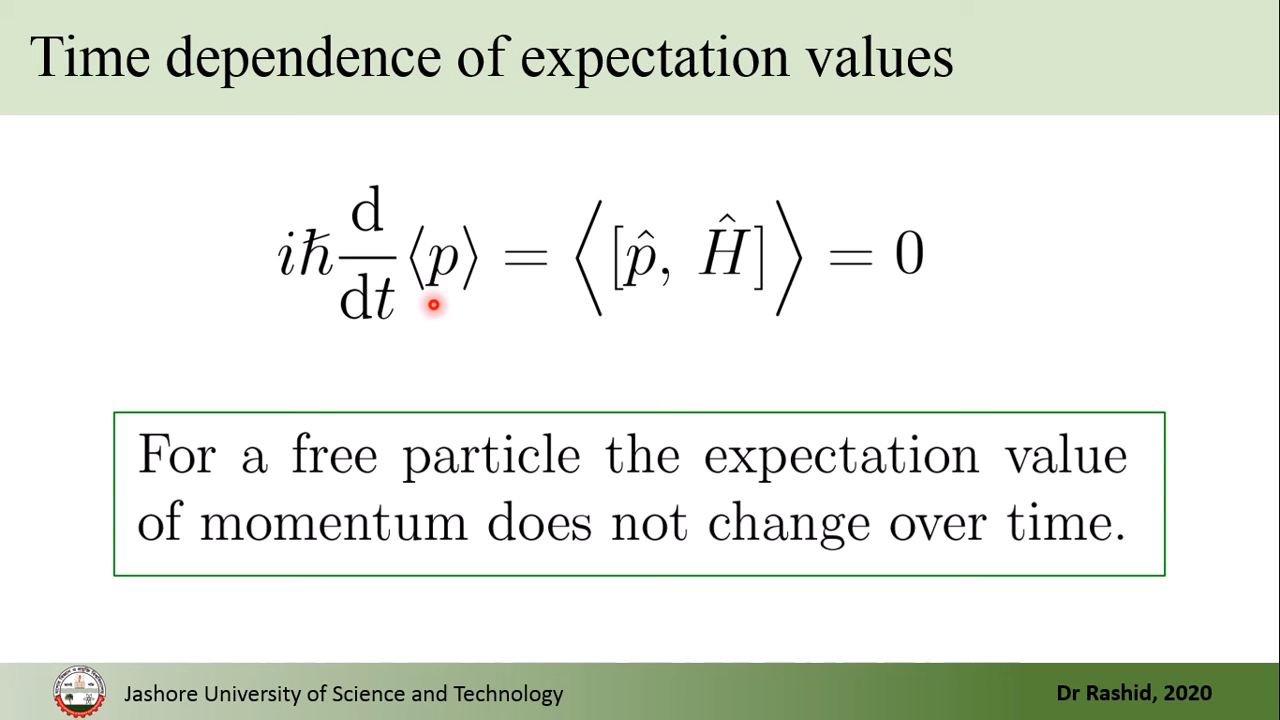 Time dependence of expectation values
iħ d/dt ⟨p⟩ = ⟨[p̂, Ĥ]⟩ = 0
For a free particle the expectation value
of momentum does not change over time.
Jashore University of Science and Technology
Dr Rashid, 2020